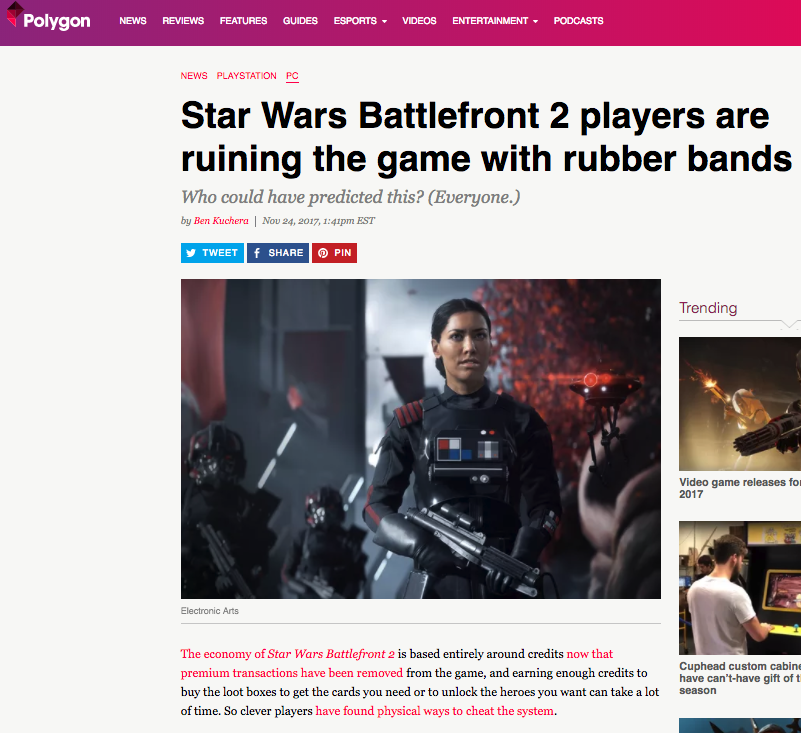 Polygon
NEWS REVIEWS FEATURES GUIDES ESPORTS VIDEOS ENTERTAINMENT PODCASTS
NEWS PLAYSTATION PC
Star Wars Battlefront 2 players are
ruining the game with rubber bands
Who could have predicted this? (Everyone.)
by Ben Kuchera | Nov 24, 2017, 1:41pm EST
TWEET SHARE PIN
Electronic Arts
The economy of Star Wars Battlefront 2 is based entirely around credits now that
premium transactions have been removed from the game, and earning enough credits to
buy the loot boxes to get the cards you need or to unlock the heroes you want can take a lot
of time. So clever players have found physical ways to cheat the system.
Trending
Video game releases for
2017
Cuphead custom
have can't-have gift of
season